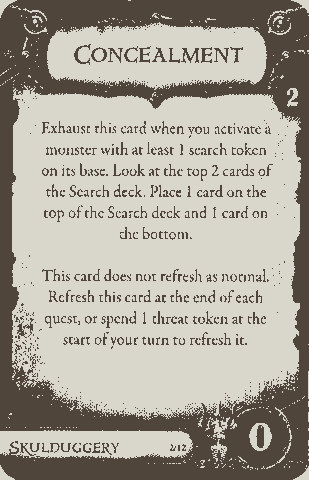 CONCEALMENT
2
Exhaust this card when you activate a
monster with at least 1 search token
on its base. Look at the top 2 cards of
the Search deck. Place 1 card on the
top of the Search deck and 1 card on
the bottom.
This card does not refresh as normal.
Refresh this card at the end of each
quest, or spend 1 threat token at the
start of your turn to refresh it.
SKULDUGGERY
2/12
0